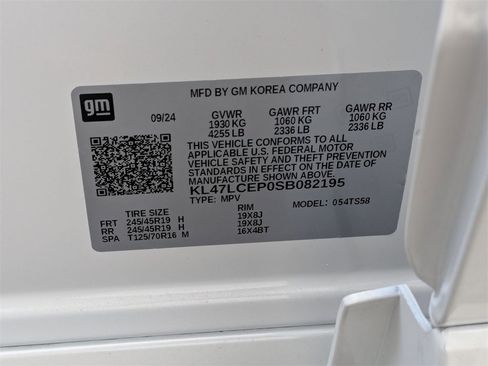 MFD BY GM KOREA COMPANY
gm
09/24
GVWR GAWR FRT GAWR RR
1930 KG 1060 KG 1060 KG
4255 LB 2336 LB 2336 LB
THIS VEHICLE CONFORMS TO ALL
APPLICABLE U.S. FEDERAL MOTOR
VEHICLE SAFETY AND THEFT PREVENTION
STANDARDS IN EFFECT ON THE DATE OF
MANUFACTURE SHOWN ABOVE.
KL47LCEP0SB082195
TYPE: MPV MODEL: 054TS58
TIRE SIZE RIM
FRT 245/45R19 H 19X8J
RR 245/45R19 H 19X8J
SPA T125/70R16 M 16X4BT